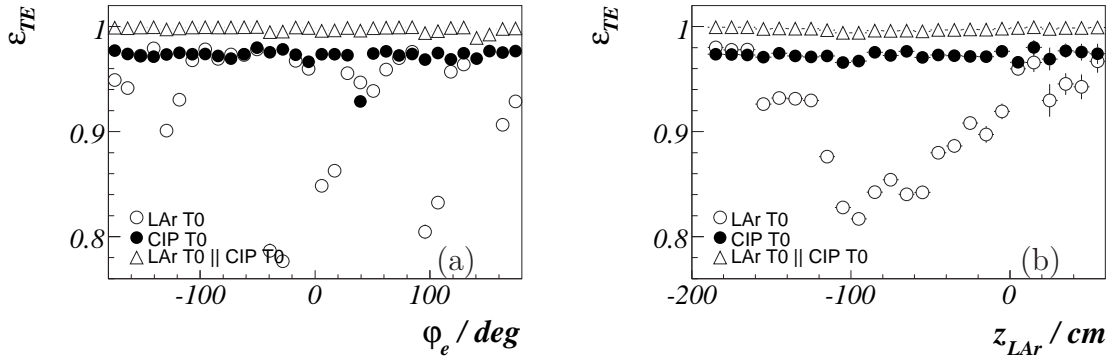 ε_TE
1
0.9
0.8
LAr T0
CIP T0
LAr T0 || CIP T0
(a)
-100 0 100
φ_e / deg
ε_TE
1
0.9
0.8
LAr T0
CIP T0
LAr T0 || CIP T0
(b)
-200 -100 0
z_LAr / cm